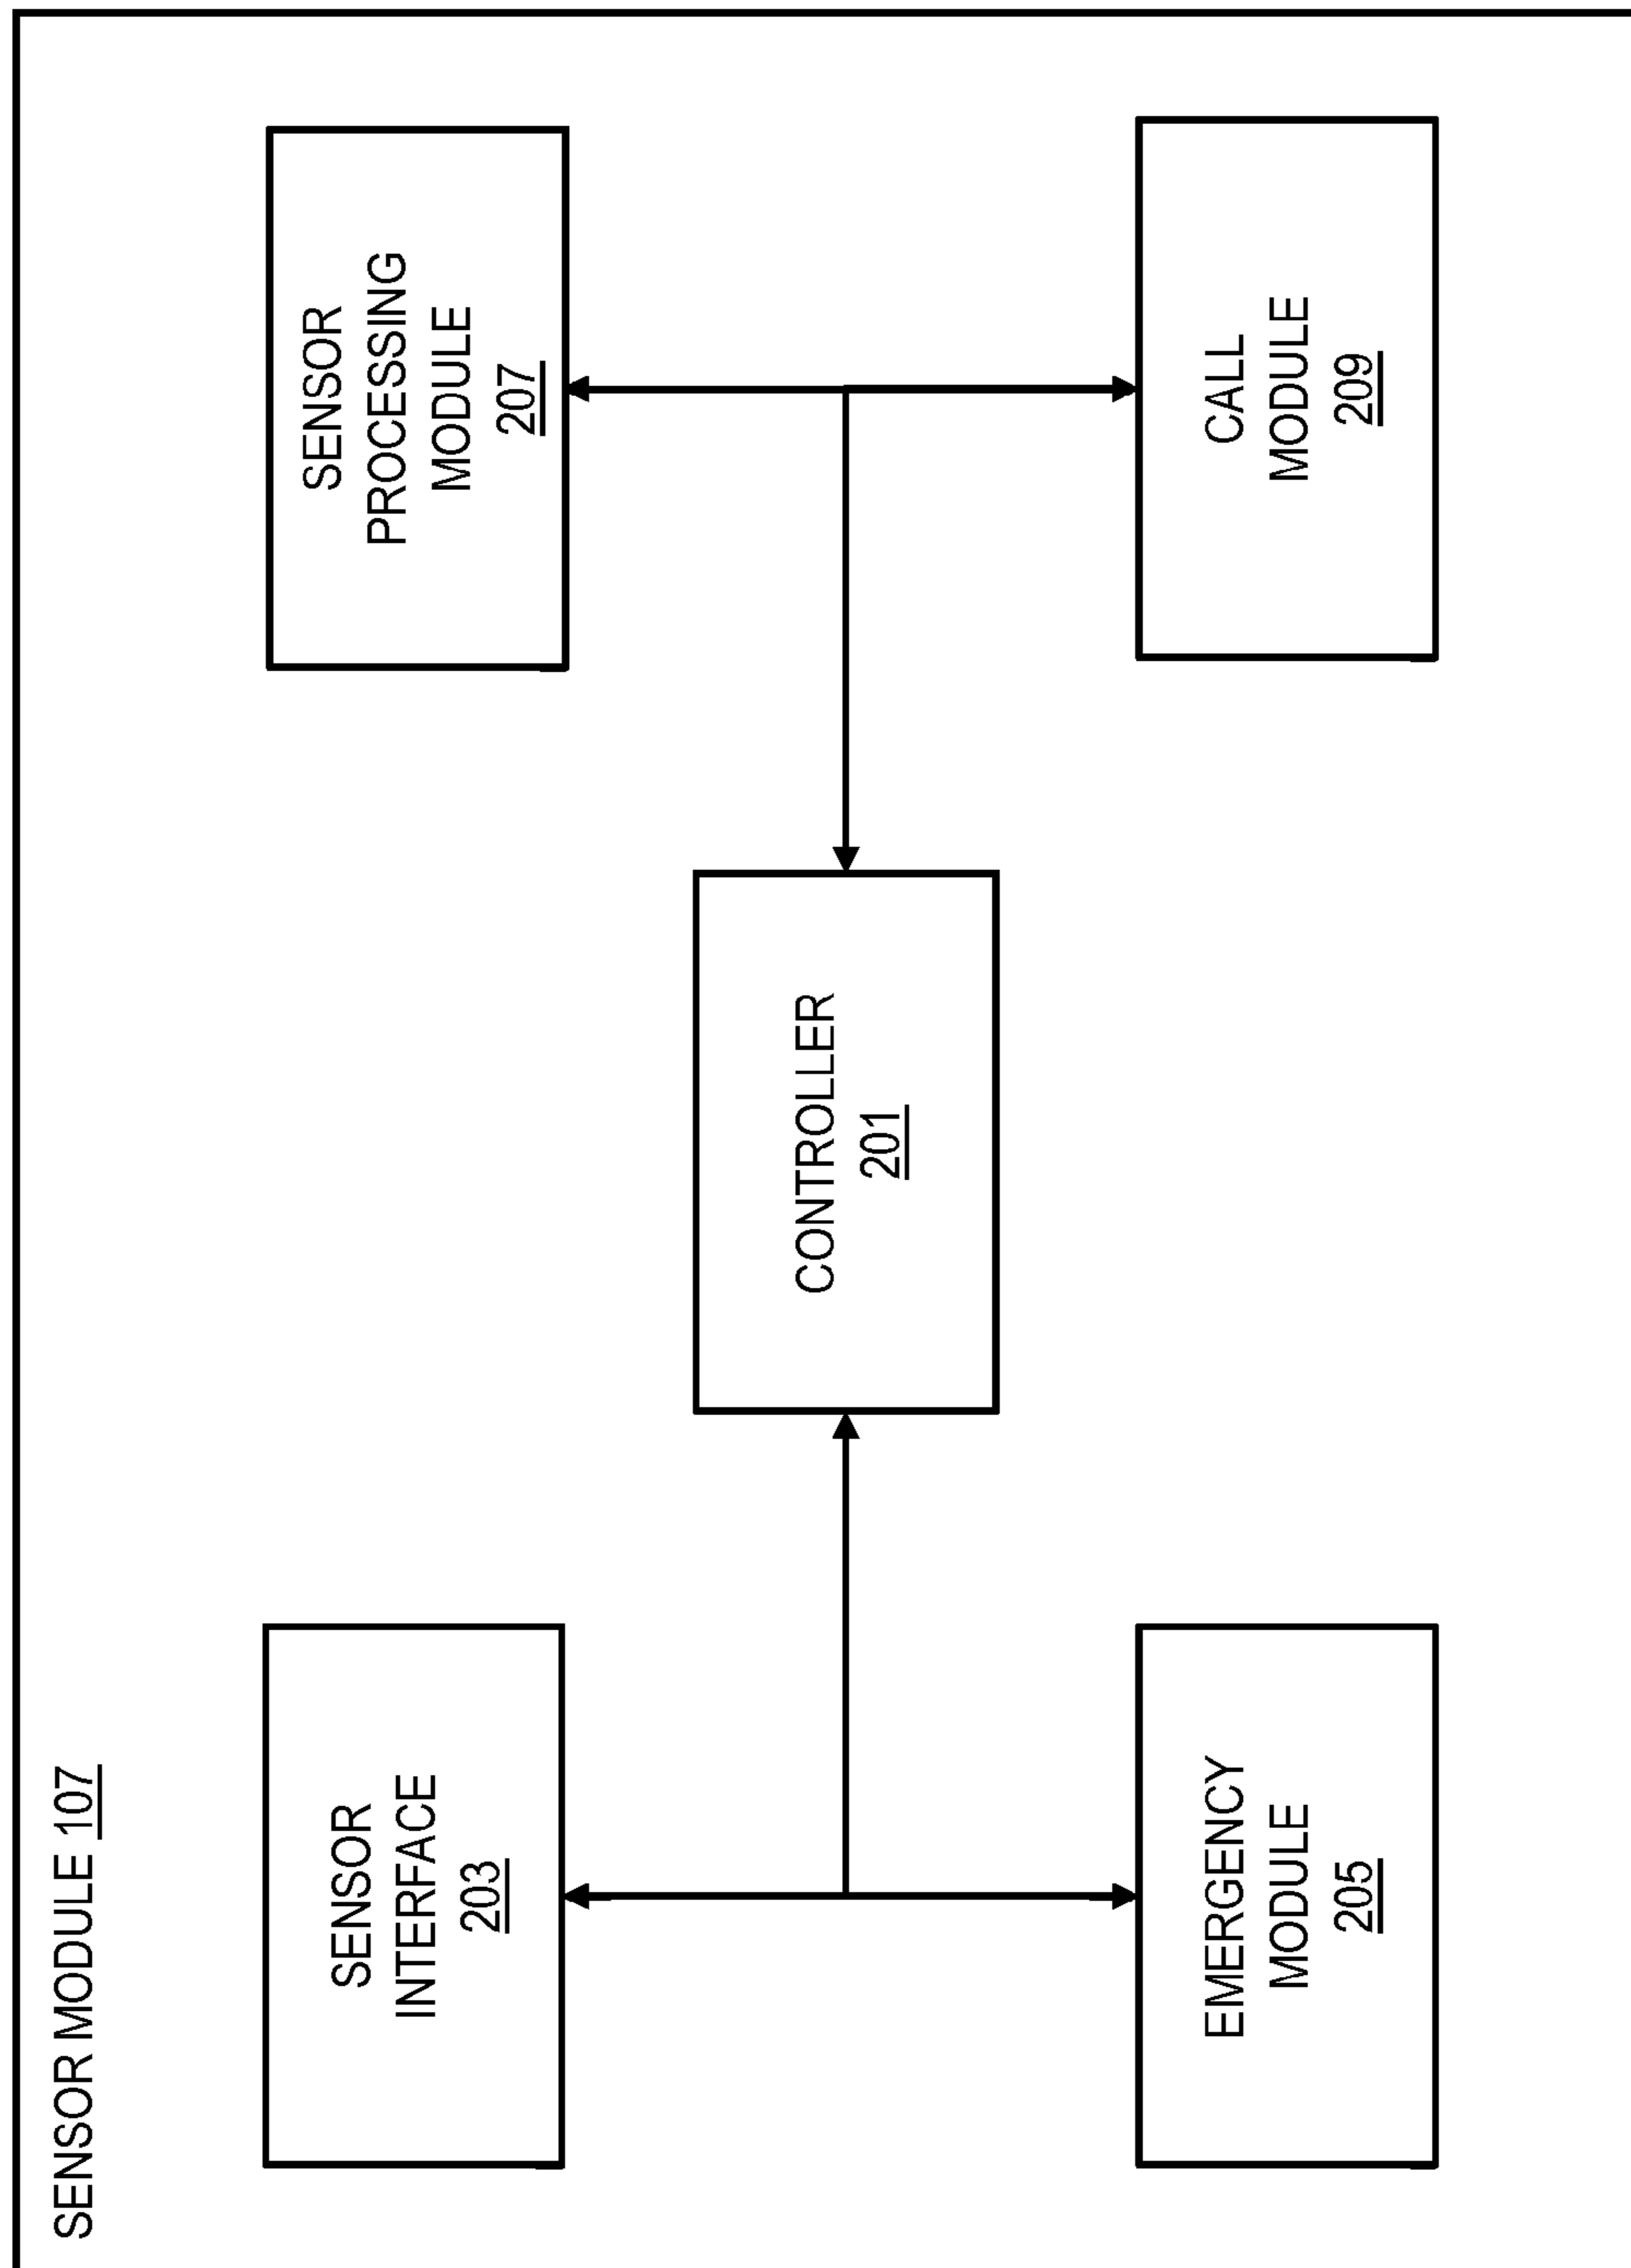 SENSOR MODULE 107
SENSOR
INTERFACE
203
SENSOR
PROCESSING
MODULE
207
CONTROLLER
201
EMERGENCY
MODULE
205
CALL
MODULE
209